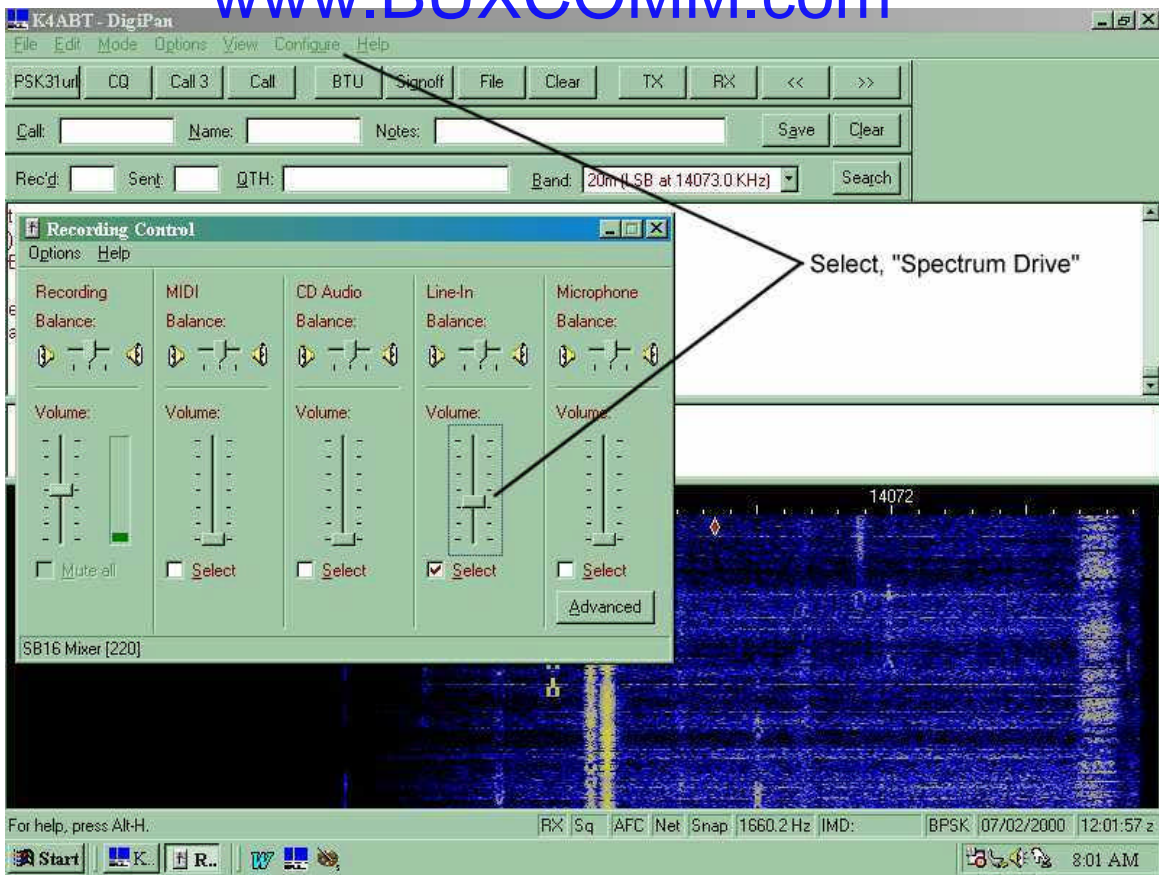 www.BUXCOMM.com
K4ABT - DigiPan
File Edit Mode Options View Configure Help
PSK31url CQ Call 3 Call BTU Signoff File Clear TX RX << >>
Call: Name: Notes: Save Clear
Rec'd: Sent: QTH: Band: 20m (LSB at 14073.0 KHz) Search
Recording Control
Options Help
Select, "Spectrum Drive"
Recording MIDI CD Audio Line-In Microphone
Balance: Balance: Balance: Balance: Balance:
Volume: Volume: Volume: Volume: Volume:
14072
Mute all Select Select Select Select
Advanced
SB16 Mixer [220]
For help, press Alt-H. RX Sq AFC Net Snap 1660.2 Hz IMD: BPSK 07/02/2000 12:01:57 z
Start K.. R.. W 8:01 AM